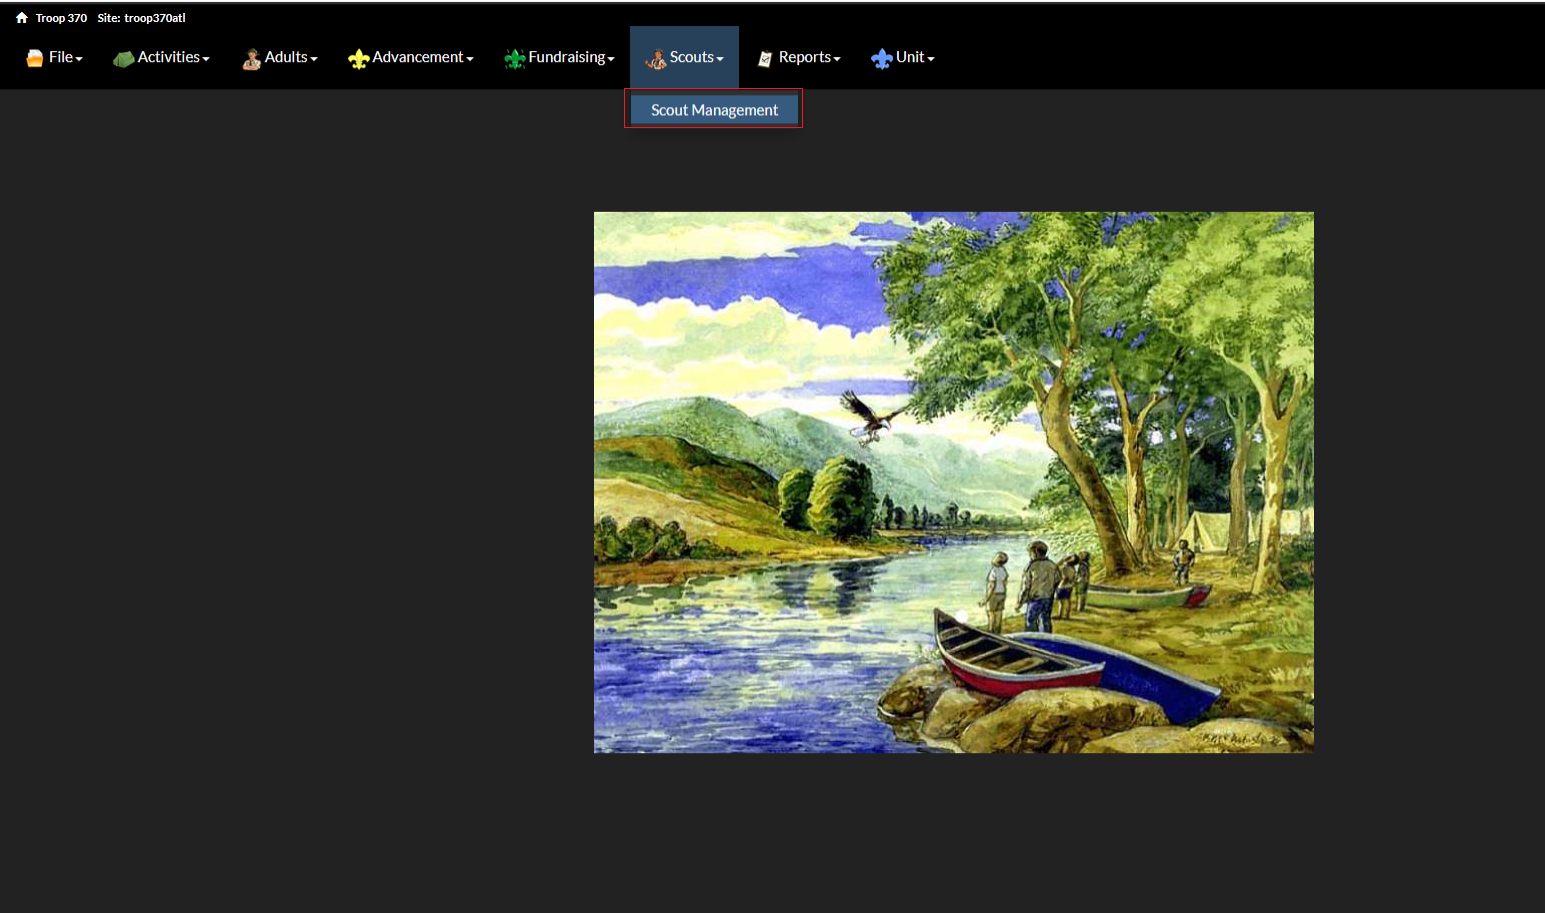 Troop 370 Site: troop370atl
File Activities Adults Advancement Fundraising Scouts Reports Unit
Scout Management